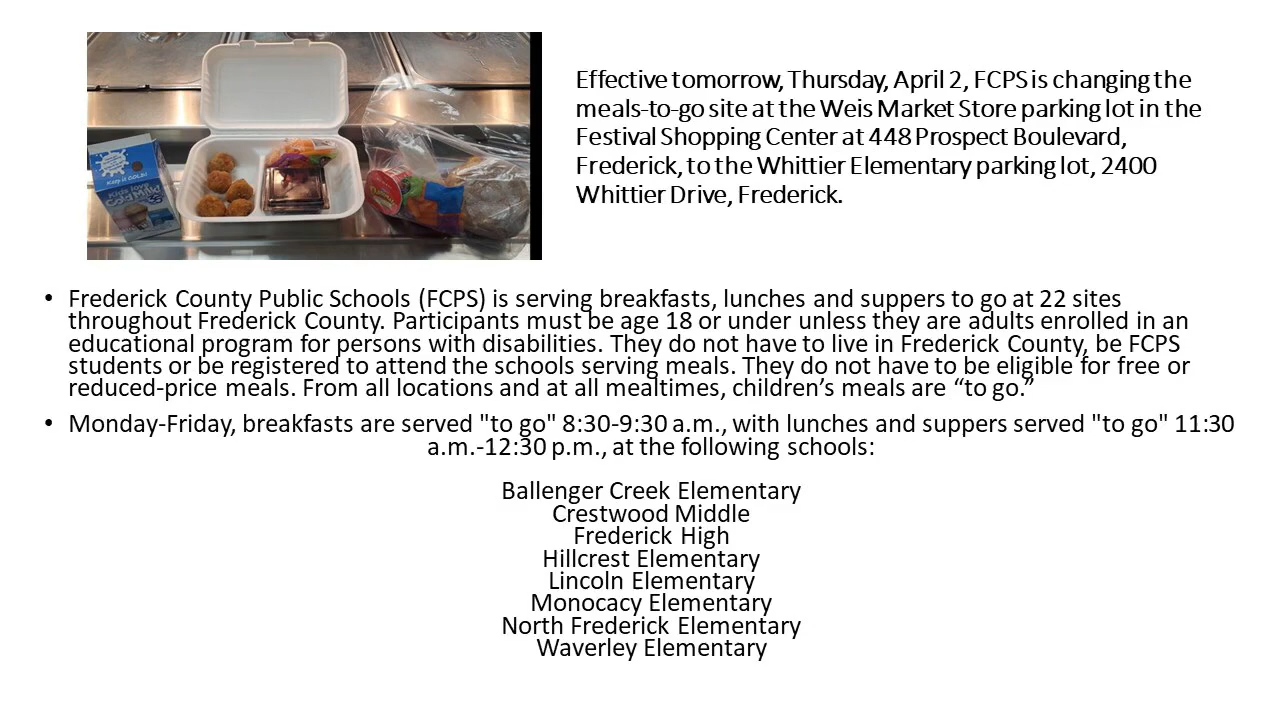 Effective tomorrow, Thursday, April 2, FCPS is changing the
meals-to-go site at the Weis Market Store parking lot in the
Festival Shopping Center at 448 Prospect Boulevard,
Frederick, to the Whittier Elementary parking lot, 2400
Whittier Drive, Frederick.
Keep it COLD!
Kids love
Cold Milk!
• Frederick County Public Schools (FCPS) is serving breakfasts, lunches and suppers to go at 22 sites
throughout Frederick County. Participants must be age 18 or under unless they are adults enrolled in an
educational program for persons with disabilities. They do not have to live in Frederick County, be FCPS
students or be registered to attend the schools serving meals. They do not have to be eligible for free or
reduced-price meals. From all locations and at all mealtimes, children’s meals are “to go.”
• Monday-Friday, breakfasts are served "to go" 8:30-9:30 a.m., with lunches and suppers served "to go" 11:30
a.m.-12:30 p.m., at the following schools:
Ballenger Creek Elementary
Crestwood Middle
Frederick High
Hillcrest Elementary
Lincoln Elementary
Monocacy Elementary
North Frederick Elementary
Waverley Elementary